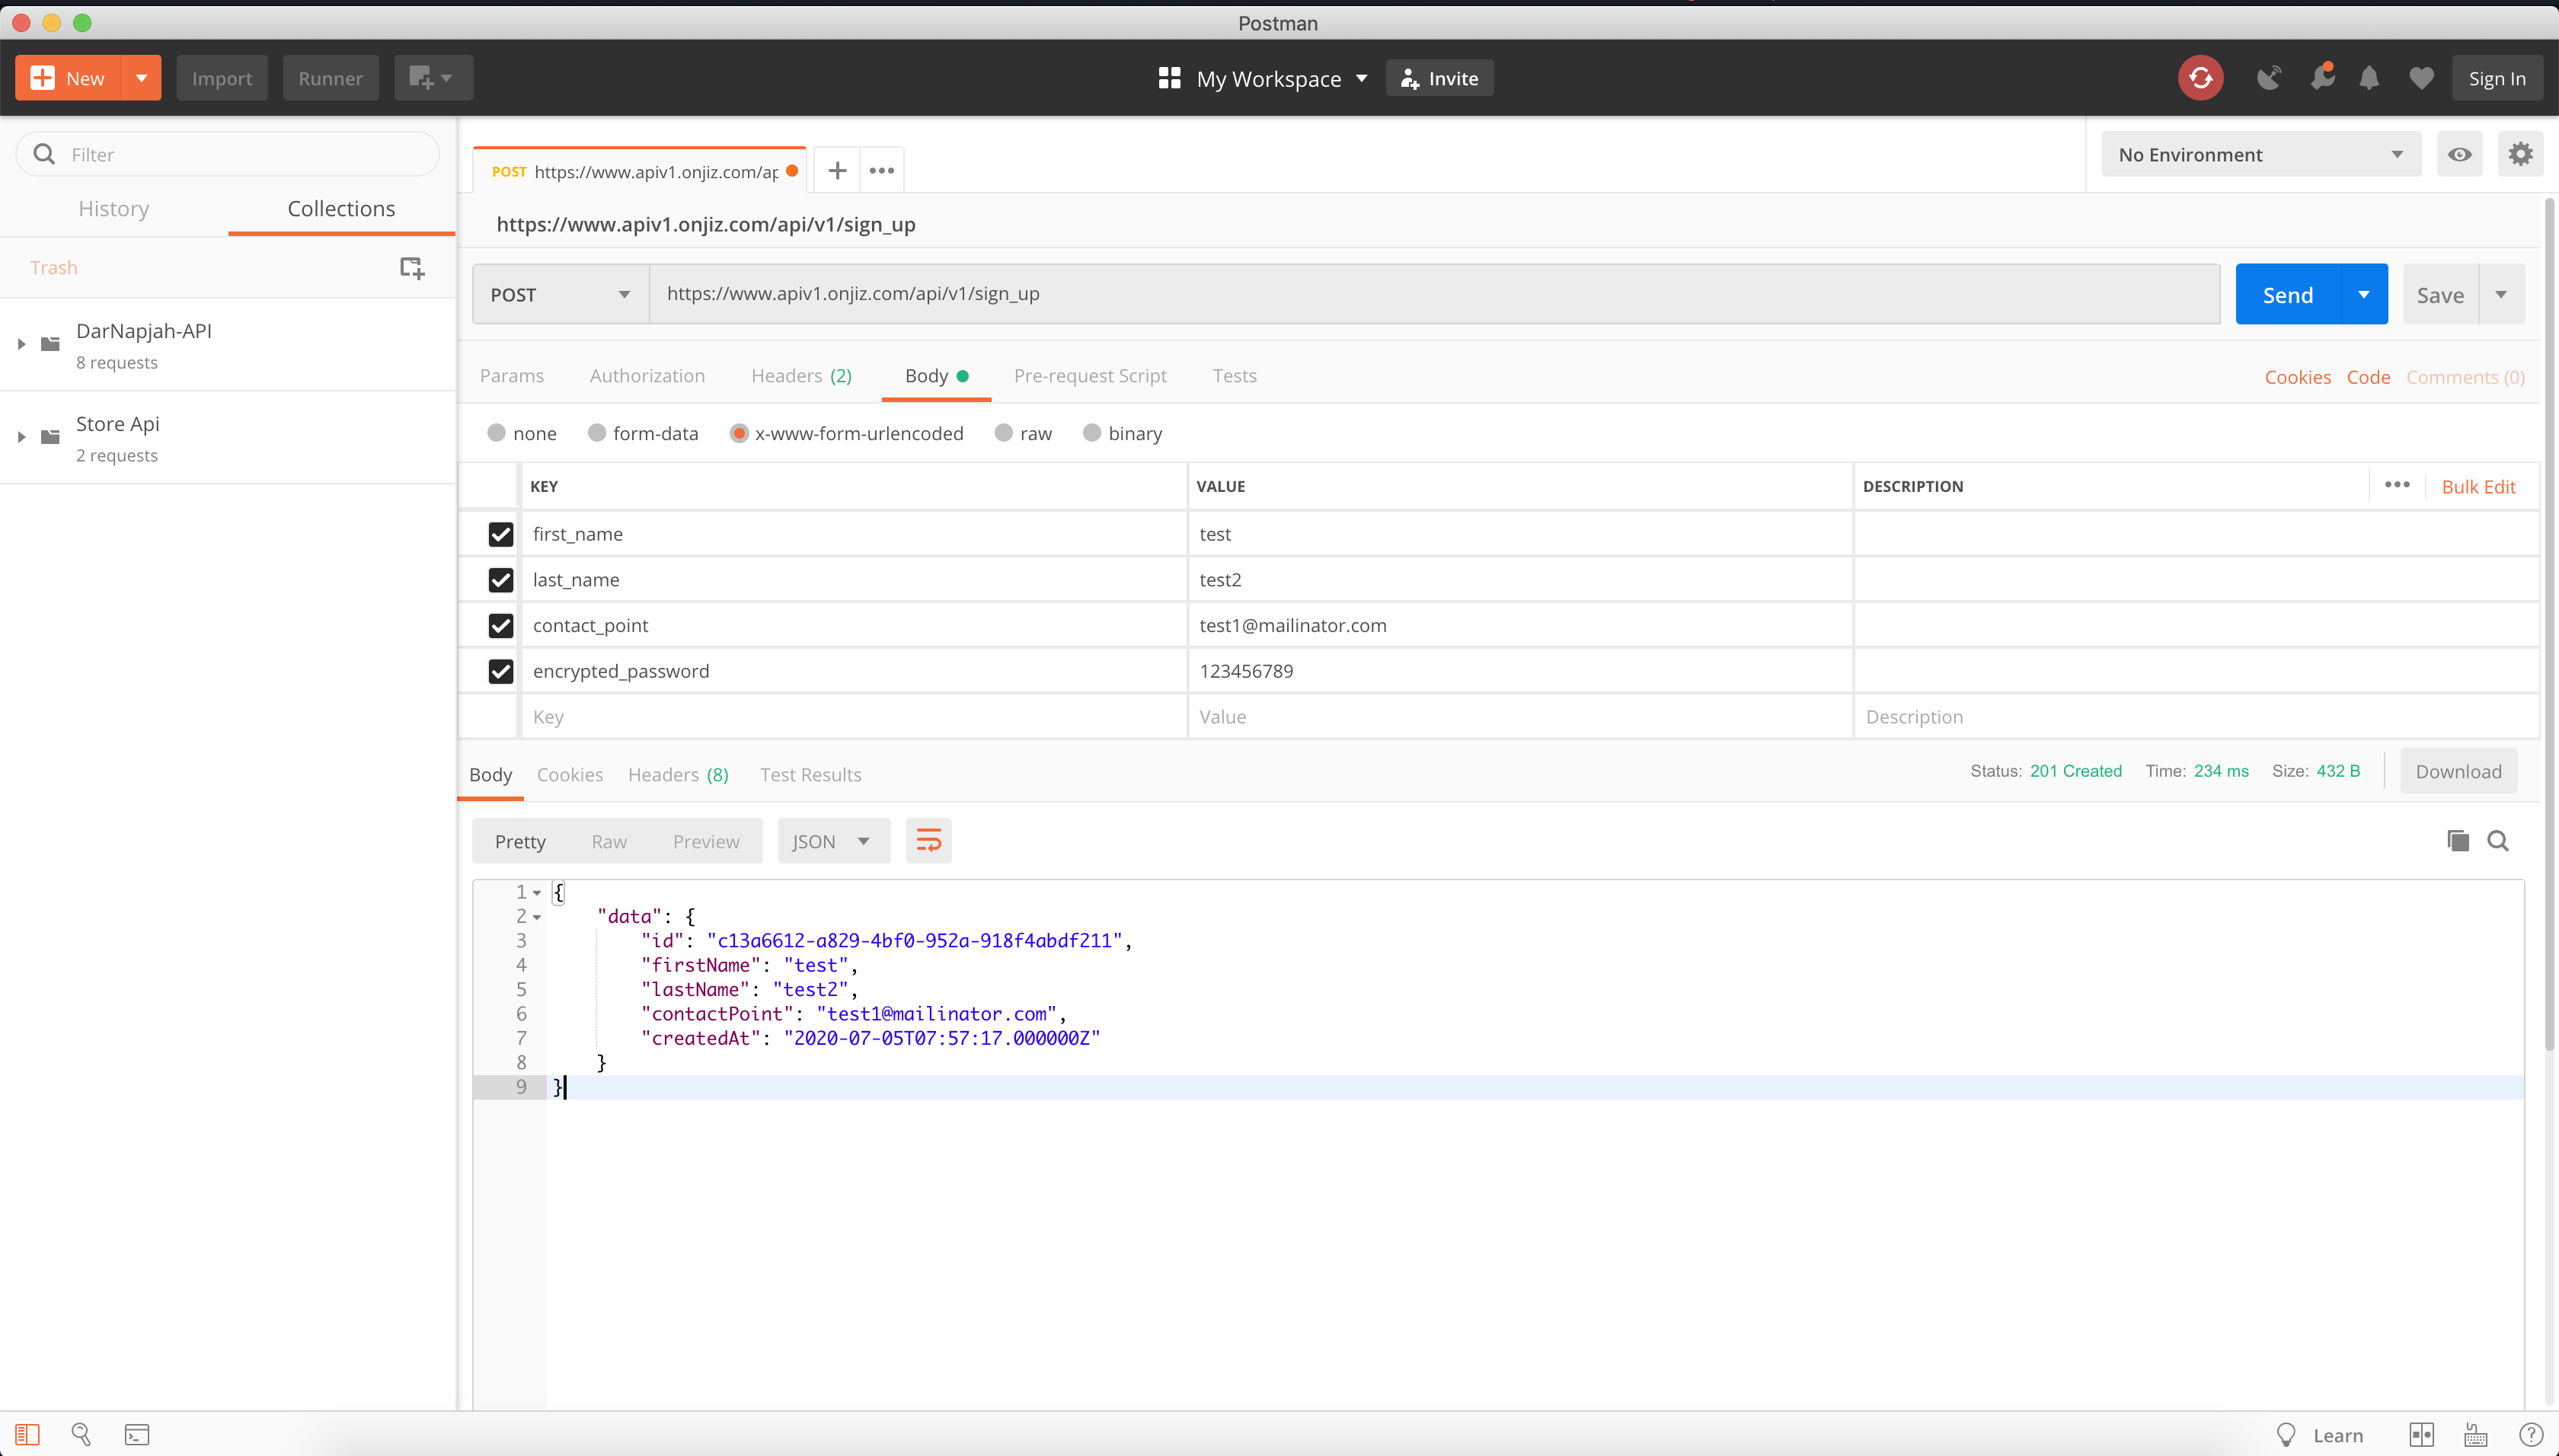 Postman
New
Import
Runner
My Workspace
Invite
Sign In
Filter
History
Collections
Trash
DarNapjah-API
8 requests
Store Api
2 requests
POST https://www.apiv1.onjiz.com/ap
No Environment
https://www.apiv1.onjiz.com/api/v1/sign_up
POST
https://www.apiv1.onjiz.com/api/v1/sign_up
Send
Save
Params
Authorization
Headers (2)
Body
Pre-request Script
Tests
Cookies
Code
Comments (0)
none
form-data
x-www-form-urlencoded
raw
binary
KEY
VALUE
DESCRIPTION
Bulk Edit
first_name
test
last_name
test2
contact_point
test1@mailinator.com
encrypted_password
123456789
Key
Value
Description
Body
Cookies
Headers (8)
Test Results
Status: 201 Created
Time: 234 ms
Size: 432 B
Download
Pretty
Raw
Preview
JSON
1 {
2 "data": {
3 "id": "c13a6612-a829-4bf0-952a-918f4abdf211",
4 "firstName": "test",
5 "lastName": "test2",
6 "contactPoint": "test1@mailinator.com",
7 "createdAt": "2020-07-05T07:57:17.000000Z"
8 }
9 }
Learn